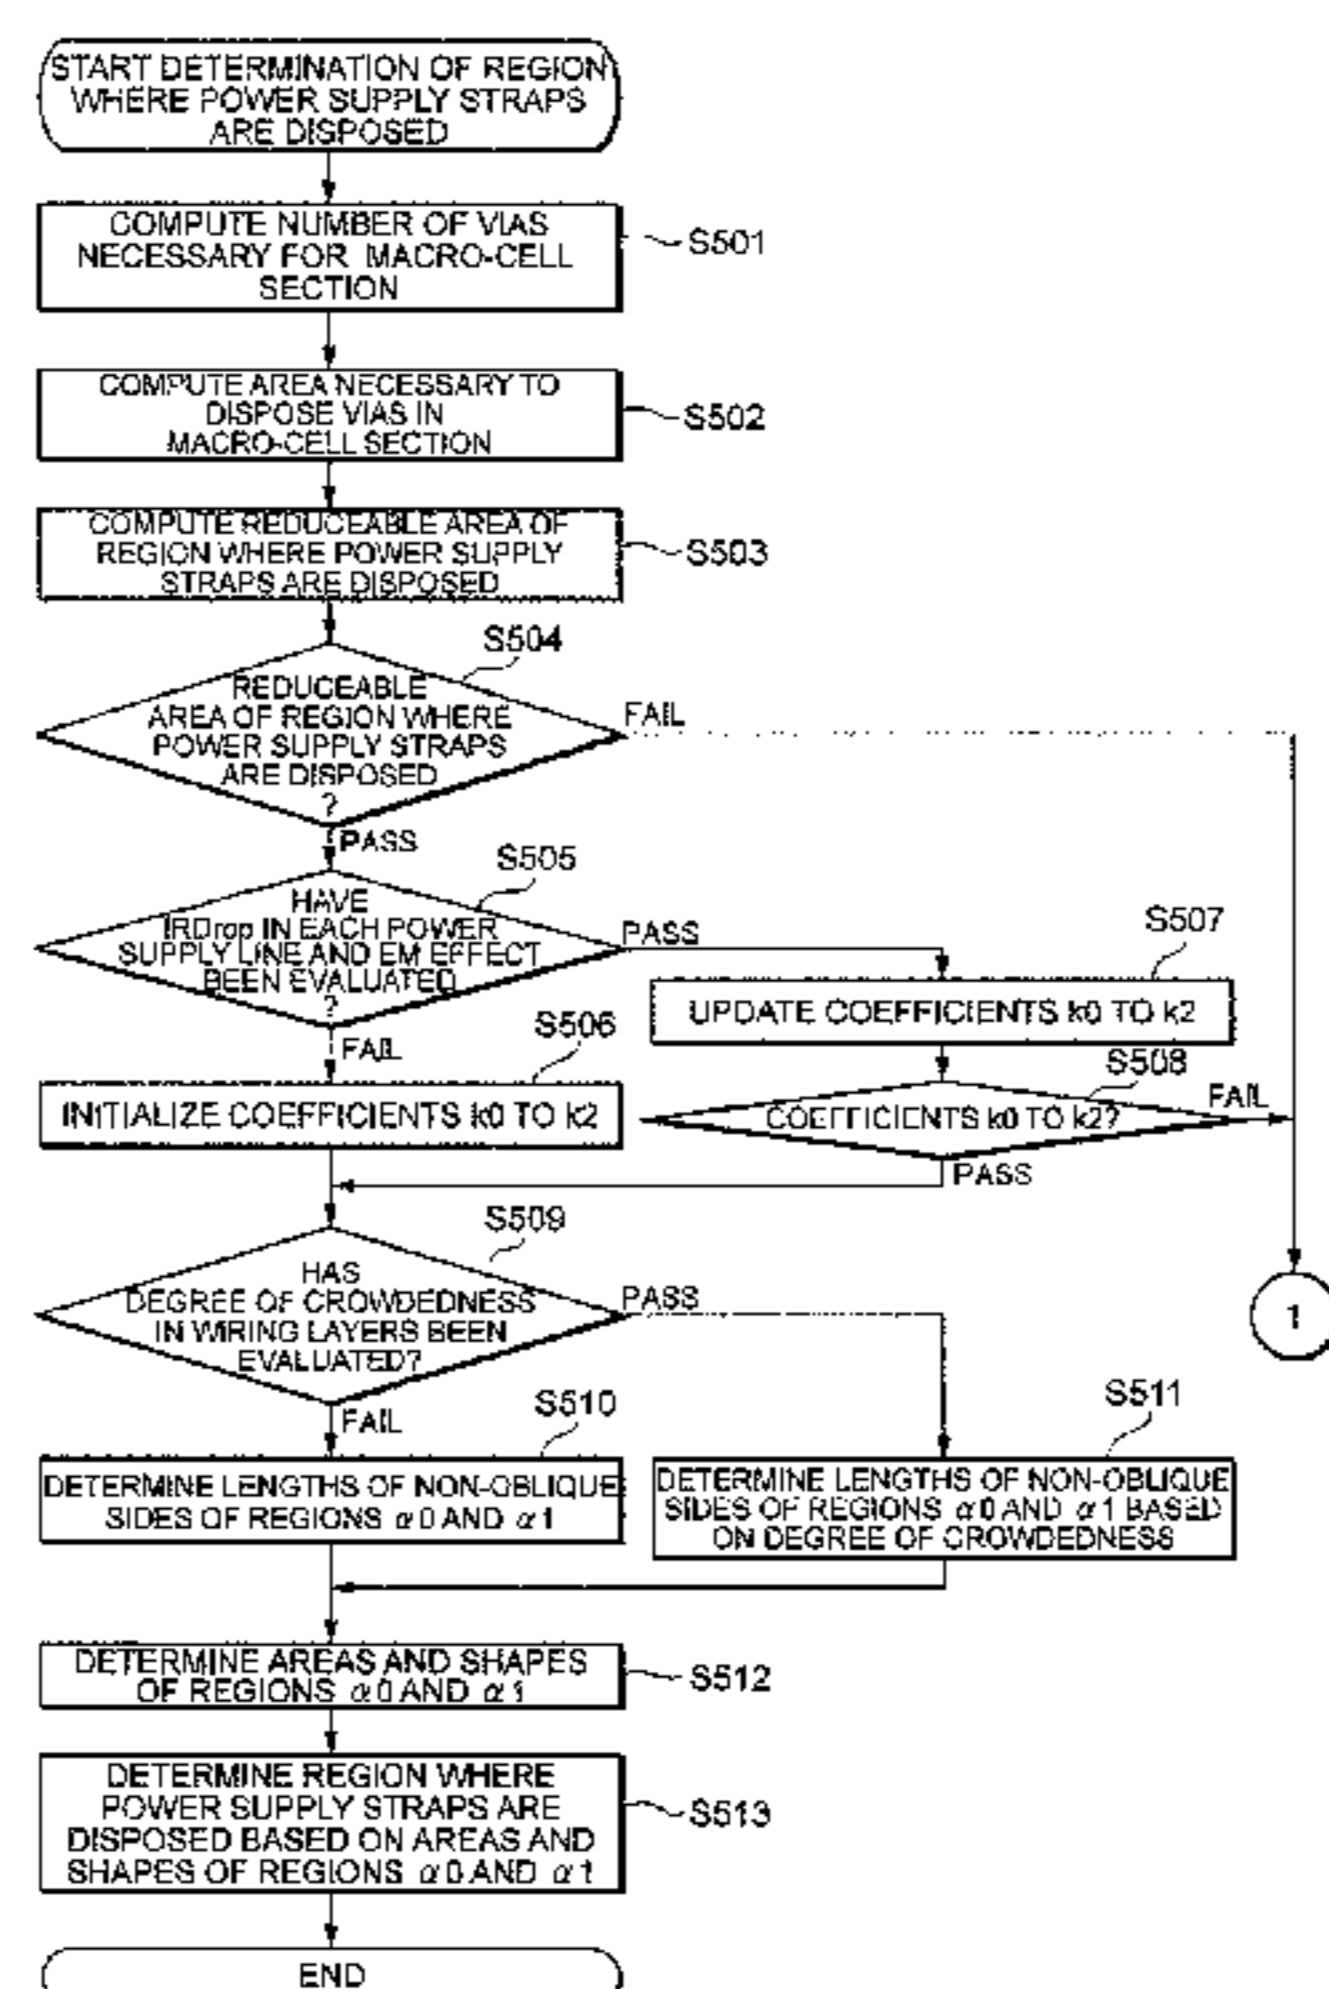 START DETERMINATION OF REGION
WHERE POWER SUPPLY STRAPS
ARE DISPOSED
COMPUTE NUMBER OF VIAS
NECESSARY FOR MACRO-CELL
SECTION
S501
COMPUTE AREA NECESSARY TO
DISPOSE VIAS IN
MACRO-CELL SECTION
S502
COMPUTE REDUCEABLE AREA OF
REGION WHERE POWER SUPPLY
STRAPS ARE DISPOSED
S503
S504
REDUCEABLE
AREA OF REGION WHERE
POWER SUPPLY STRAPS
ARE DISPOSED
?
FAIL
PASS
S505
HAVE
IRDrop IN EACH POWER
SUPPLY LINE AND EM EFFECT
BEEN EVALUATED
?
PASS
FAIL
S507
UPDATE COEFFICIENTS k0 TO k2
S506
INITIALIZE COEFFICIENTS k0 TO k2
S508
COEFFICIENTS k0 TO k2?
FAIL
PASS
S509
HAS
DEGREE OF CROWDEDNESS
IN WIRING LAYERS BEEN
EVALUATED?
PASS
1
FAIL
S510
DETERMINE LENGTHS OF NON-OBLIQUE
SIDES OF REGIONS α0 AND α1
S511
DETERMINE LENGTHS OF NON-OBLIQUE
SIDES OF REGIONS α0 AND α1 BASED
ON DEGREE OF CROWDEDNESS
DETERMINE AREAS AND SHAPES
OF REGIONS α0 AND α1
S512
DETERMINE REGION WHERE
POWER SUPPLY STRAPS ARE
DISPOSED BASED ON AREAS AND
SHAPES OF REGIONS α0 AND α1
S513
END